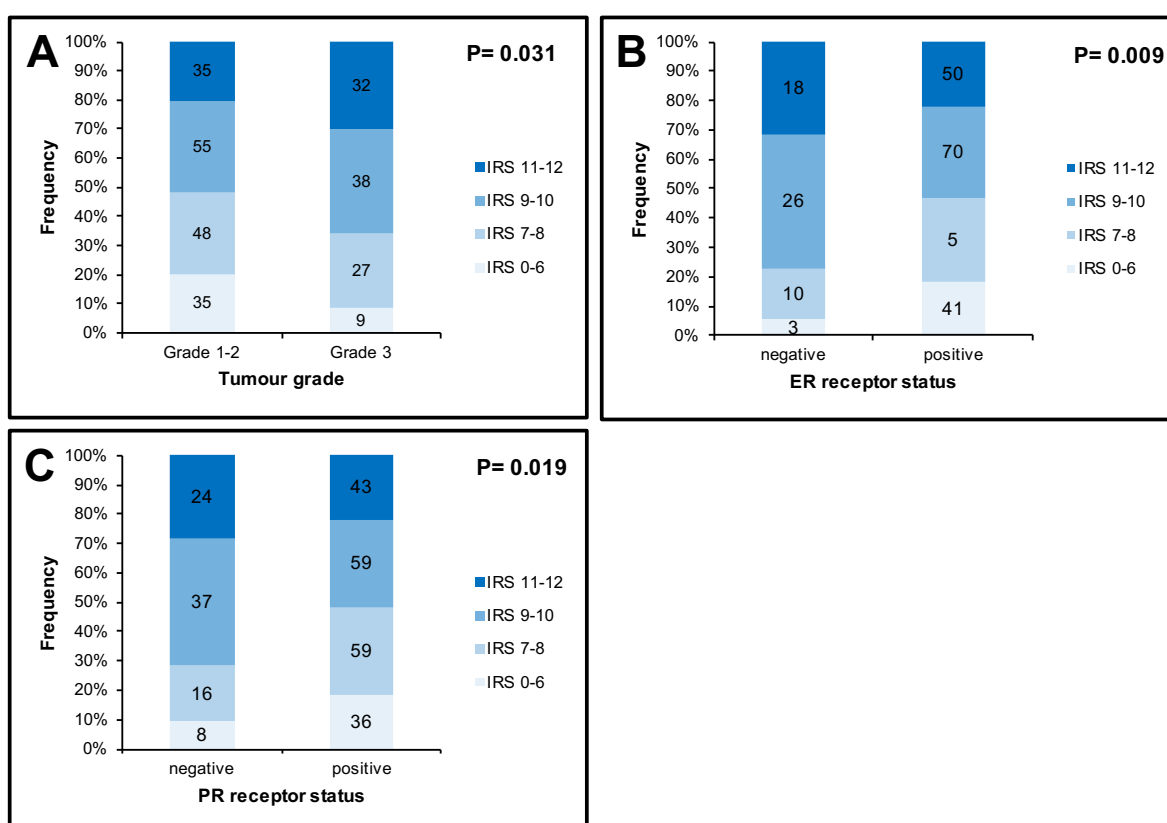 A
P= 0.031
100%
90%
80%
70%
60%
50%
40%
30%
20%
10%
0%
Frequency
35
55
48
35
32
38
27
9
Grade 1-2
Grade 3
Tumour grade
IRS 11-12
IRS 9-10
IRS 7-8
IRS 0-6
B
P= 0.009
100%
90%
80%
70%
60%
50%
40%
30%
20%
10%
0%
Frequency
18
26
10
3
50
70
5
41
negative
positive
ER receptor status
IRS 11-12
IRS 9-10
IRS 7-8
IRS 0-6
C
P= 0.019
100%
90%
80%
70%
60%
50%
40%
30%
20%
10%
0%
Frequency
24
37
16
8
43
59
59
36
negative
positive
PR receptor status
IRS 11-12
IRS 9-10
IRS 7-8
IRS 0-6